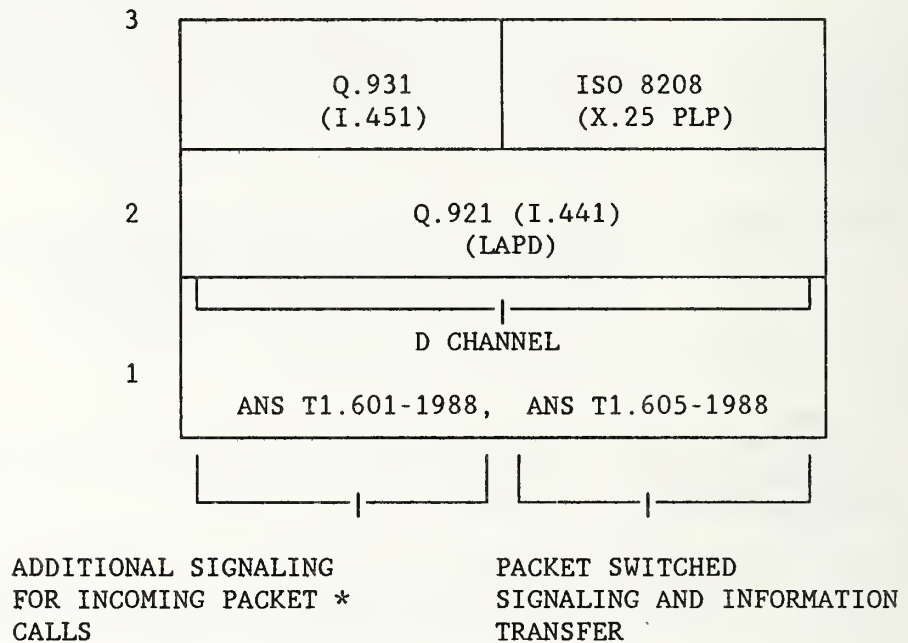 3
Q.931
(I.451)
ISO 8208
(X.25 PLP)
2
Q.921 (I.441)
(LAPD)
D CHANNEL
1
ANS T1.601-1988, ANS T1.605-1988
ADDITIONAL SIGNALING
FOR INCOMING PACKET *
CALLS
PACKET SWITCHED
SIGNALING AND INFORMATION
TRANSFER